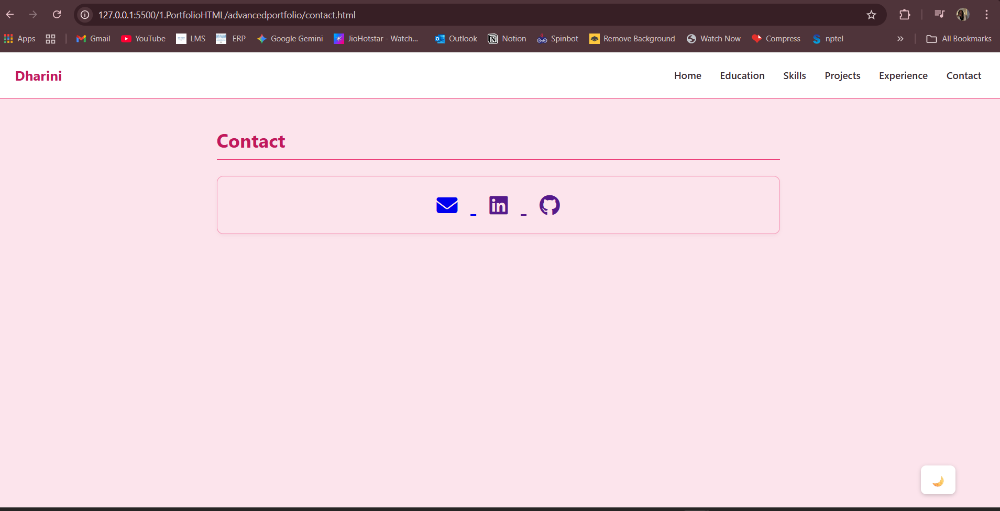 127.0.0.1:5500/1.PortfolioHTML/advancedportfolio/contact.html
Apps Gmail YouTube LMS ERP Google Gemini JioHotstar - Watch... Outlook Notion Spinbot Remove Background Watch Now Compress nptel » All Bookmarks
Dharini Home Education Skills Projects Experience Contact
Contact